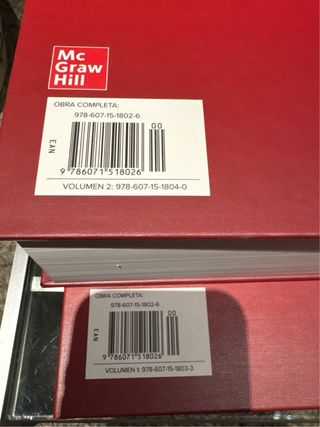 Mc
Graw
Hill
OBRA COMPLETA:
978-607-15-1802-6
00
EAN
9 786071 518026
VOLUMEN 2: 978-607-15-1804-0
OBRA COMPLETA:
978-607-15-1802-6
00
EAN
9 786071 518026
VOLUMEN 1: 978-607-15-1803-3